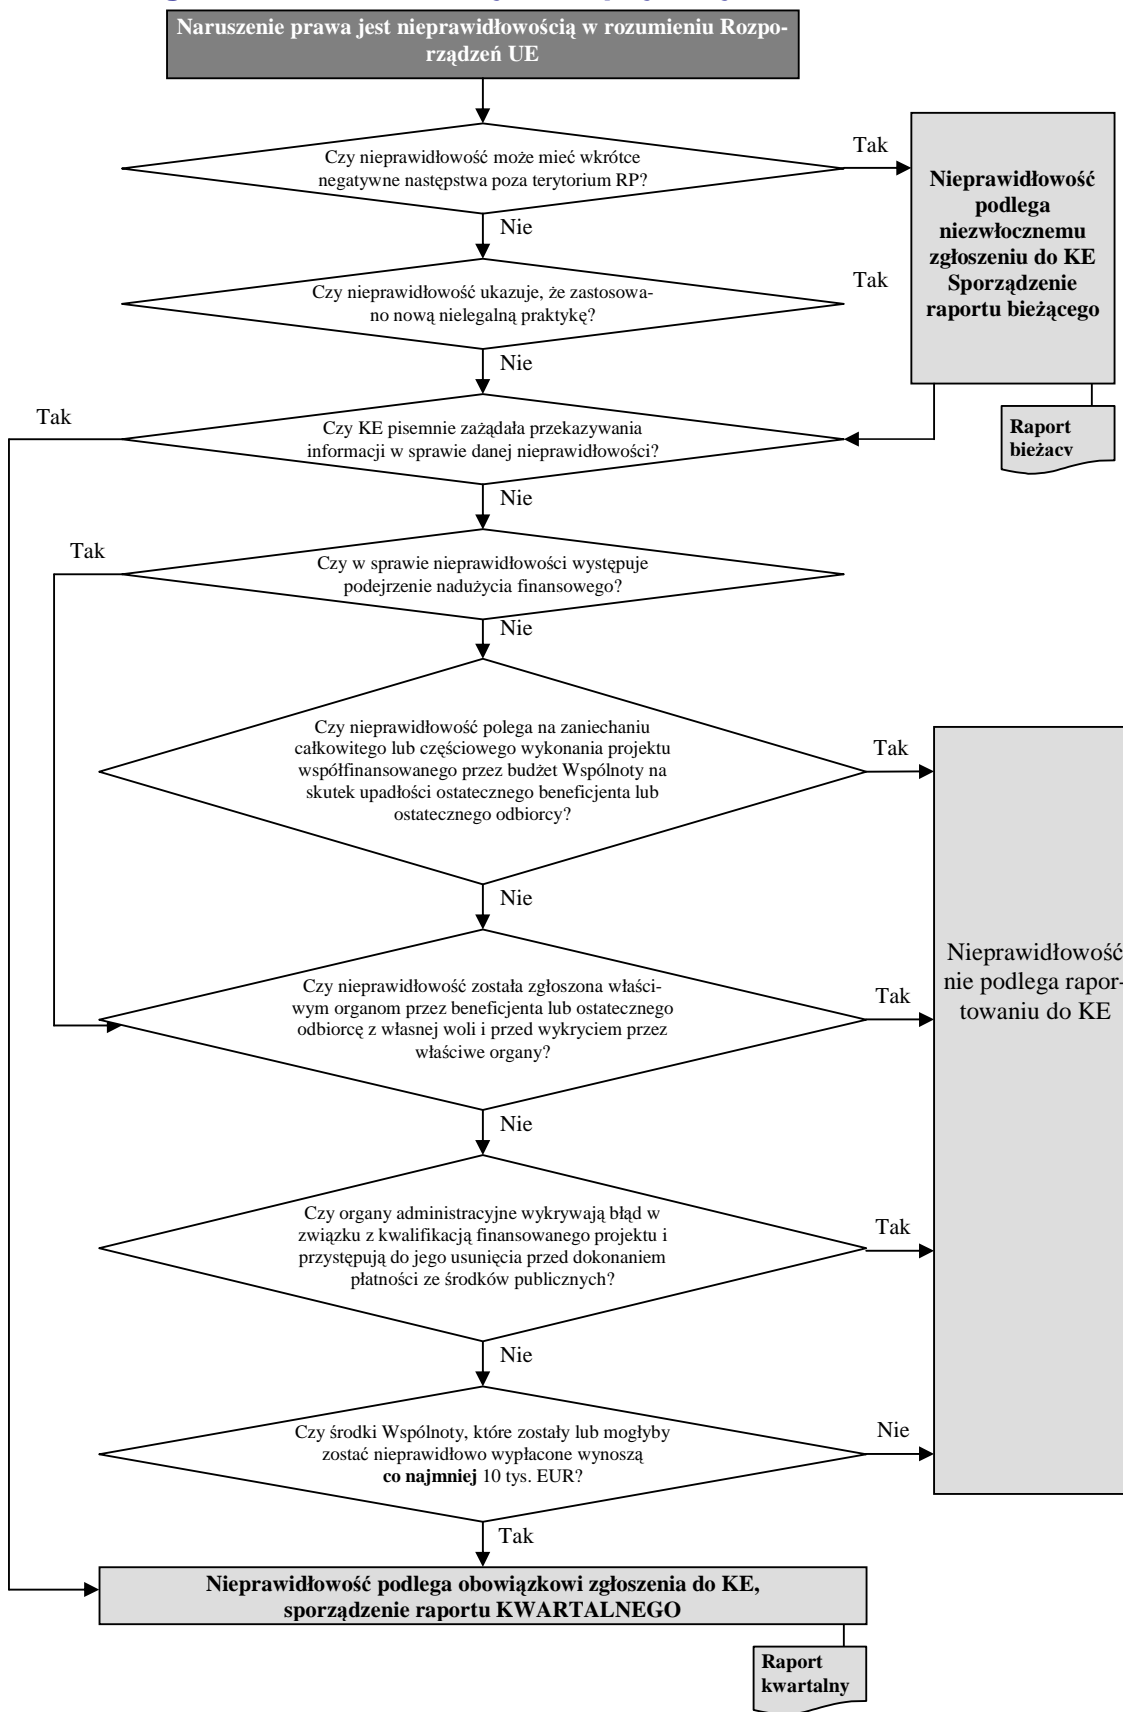 Naruszenie prawa jest nieprawidłowością w rozumieniu Rozpo-
rządzeń UE
Czy nieprawidłowość może mieć wkrótce
negatywne następstwa poza terytorium RP?
Tak
Nieprawidłowość
podlega
niezwłocznemu
zgłoszeniu do KE
Sporządzenie
raportu bieżącego
Nie
Czy nieprawidłowość ukazuje, że zastosowa-
no nową nielegalną praktykę?
Tak
Nie
Raport
bieżacy
Tak
Czy KE pisemnie zażądała przekazywania
informacji w sprawie danej nieprawidłowości?
Nie
Tak
Czy w sprawie nieprawidłowości występuje
podejrzenie nadużycia finansowego?
Nie
Czy nieprawidłowość polega na zaniechaniu
całkowitego lub częściowego wykonania projektu
współfinansowanego przez budżet Wspólnoty na
skutek upadłości ostatecznego beneficjenta lub
ostatecznego odbiorcy?
Tak
Nie
Czy nieprawidłowość została zgłoszona właści-
wym organom przez beneficjenta lub ostatecznego
odbiorcę z własnej woli i przed wykryciem przez
właściwe organy?
Tak
Nieprawidłowość
nie podlega rapor-
towaniu do KE
Nie
Czy organy administracyjne wykrywają błąd w
związku z kwalifikacją finansowanego projektu i
przystępują do jego usunięcia przed dokonaniem
płatności ze środków publicznych?
Tak
Nie
Czy środki Wspólnoty, które zostały lub mogłyby
zostać nieprawidłowo wypłacone wynoszą
co najmniej 10 tys. EUR?
Nie
Tak
Nieprawidłowość podlega obowiązkowi zgłoszenia do KE,
sporządzenie raportu KWARTALNEGO
Raport
kwartalny